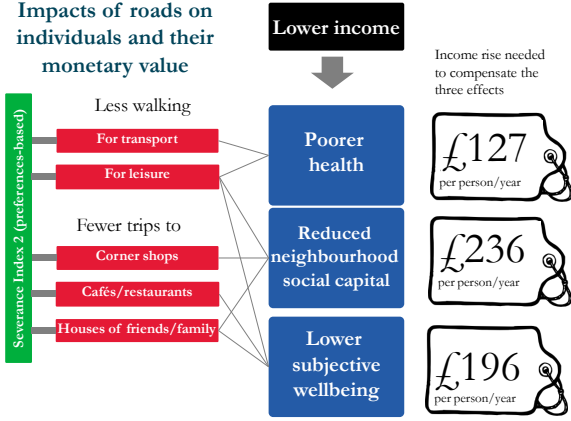 Impacts of roads on
individuals and their
monetary value
Lower income
Income rise needed
to compensate the
three effects
Severance Index 2 (preferences-based)
Less walking
For transport
For leisure
Fewer trips to
Corner shops
Cafés/restaurants
Houses of friends/family
Poorer
health
Reduced
neighbourhood
social capital
Lower
subjective
wellbeing
£127
per person/year
£236
per person/year
£196
per person/year